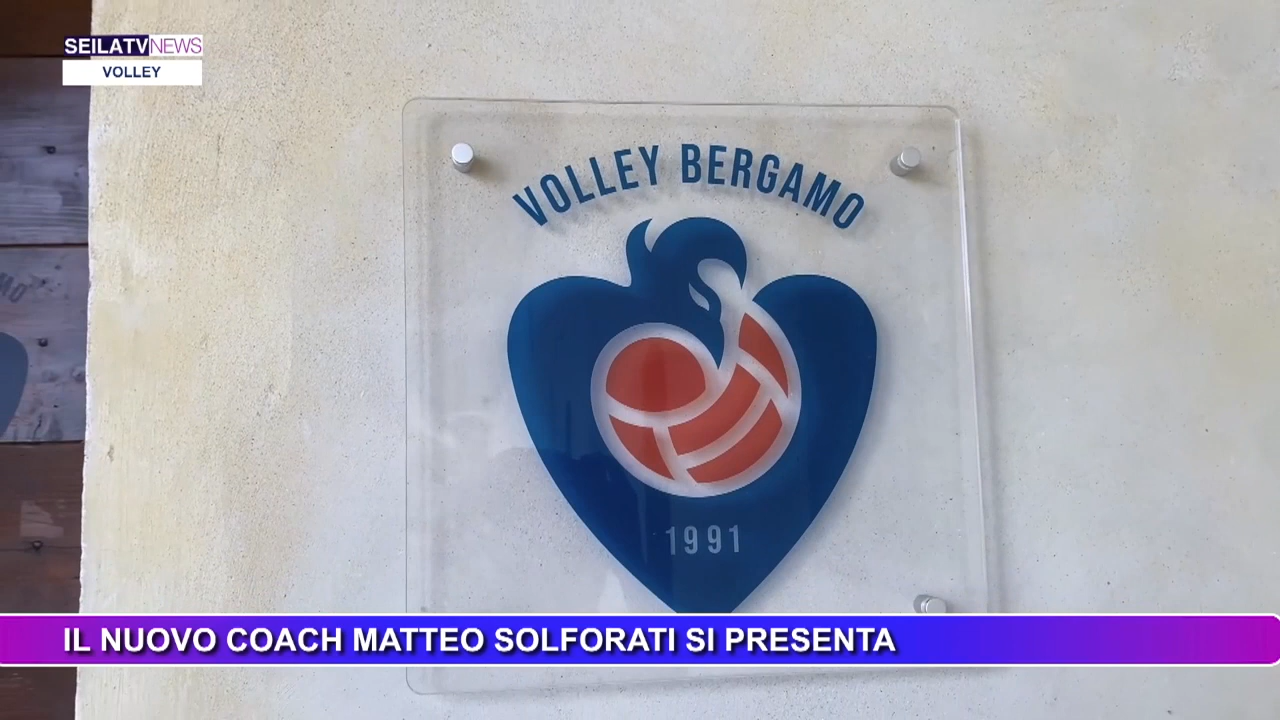 SEILATVNEWS
VOLLEY
VOLLEY BERGAMO
1991
IL NUOVO COACH MATTEO SOLFORATI SI PRESENTA